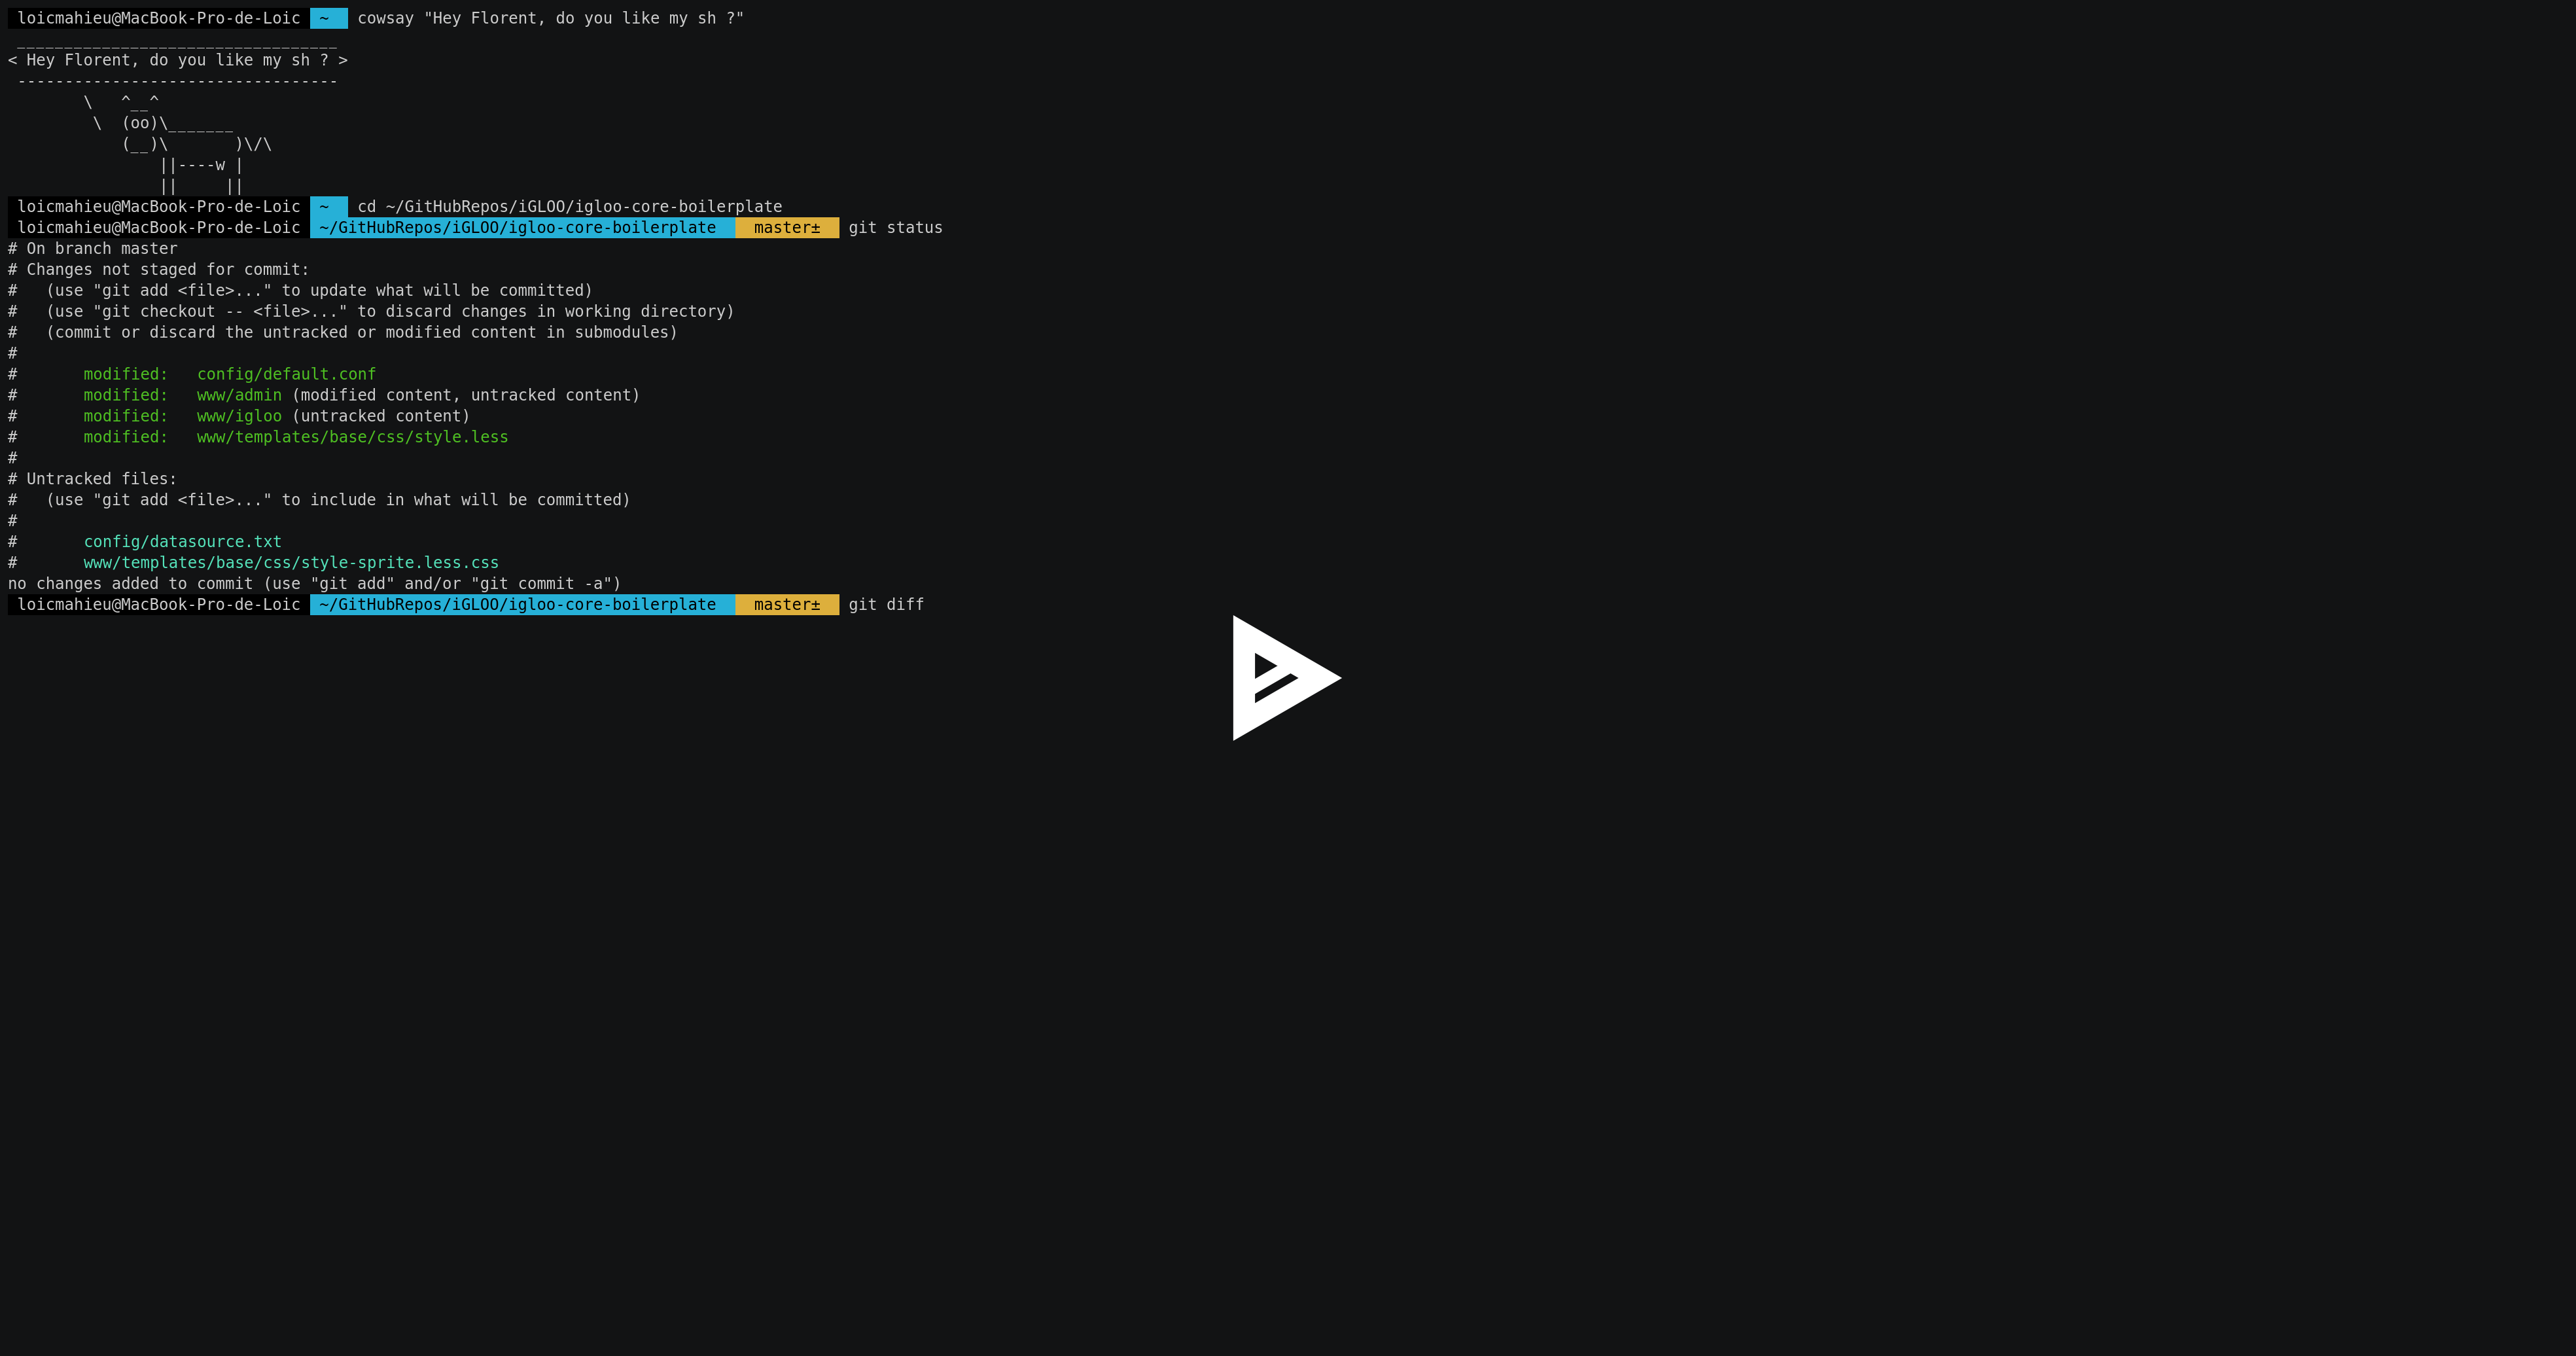 loicmahieu@MacBook-Pro-de-Loic ~ cowsay "Hey Florent, do you like my sh ?"
 __________________________________
< Hey Florent, do you like my sh ? >
 ----------------------------------
        \   ^__^
         \  (oo)\_______
            (__)\       )\/\
                ||----w |
                ||     ||
loicmahieu@MacBook-Pro-de-Loic ~ cd ~/GitHubRepos/iGLOO/igloo-core-boilerplate
loicmahieu@MacBook-Pro-de-Loic ~/GitHubRepos/iGLOO/igloo-core-boilerplate master± git status
# On branch master
# Changes not staged for commit:
#   (use "git add <file>..." to update what will be committed)
#   (use "git checkout -- <file>..." to discard changes in working directory)
#   (commit or discard the untracked or modified content in submodules)
#
#       modified:   config/default.conf
#       modified:   www/admin (modified content, untracked content)
#       modified:   www/igloo (untracked content)
#       modified:   www/templates/base/css/style.less
#
# Untracked files:
#   (use "git add <file>..." to include in what will be committed)
#
#       config/datasource.txt
#       www/templates/base/css/style-sprite.less.css
no changes added to commit (use "git add" and/or "git commit -a")
loicmahieu@MacBook-Pro-de-Loic ~/GitHubRepos/iGLOO/igloo-core-boilerplate master± git diff